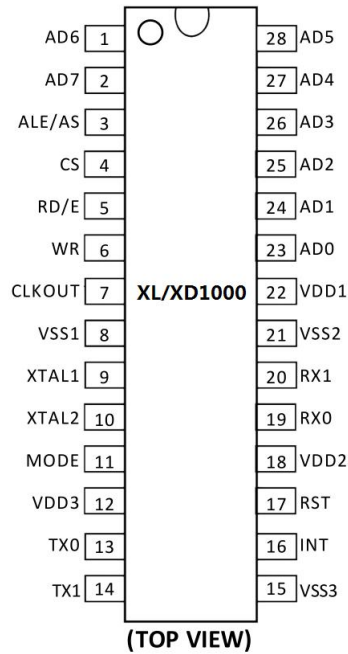 AD6 1 28 AD5
AD7 2 27 AD4
ALE/AS 3 26 AD3
CS 4 25 AD2
RD/E 5 24 AD1
WR 6 23 AD0
CLKOUT 7 XL/XD1000 22 VDD1
VSS1 8 21 VSS2
XTAL1 9 20 RX1
XTAL2 10 19 RX0
MODE 11 18 VDD2
VDD3 12 17 RST
TX0 13 16 INT
TX1 14 15 VSS3
(TOP VIEW)